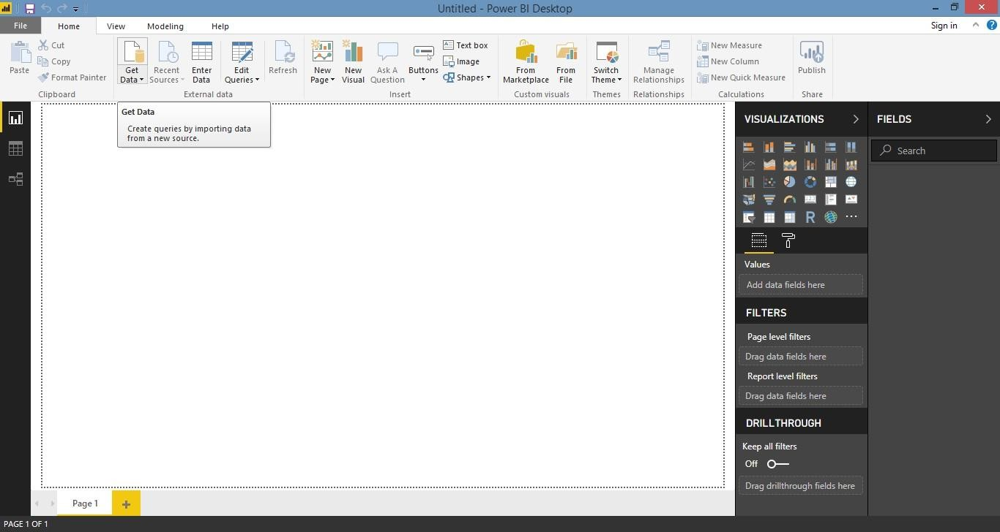 Untitled - Power BI Desktop
File
Home
View
Modeling
Help
Sign in
?
Paste
Cut
Copy
Format Painter
Clipboard
Get
Data
Recent
Sources
Enter
Data
Edit
Queries
Refresh
External data
New
Page
New
Visual
Ask A
Question
Buttons
Text box
Image
Shapes
Insert
From
Marketplace
From
File
Custom visuals
Switch
Theme
Themes
Manage
Relationships
Relationships
New Measure
New Column
New Quick Measure
Calculations
Publish
Share
Get Data
Create queries by importing data
from a new source.
VISUALIZATIONS
R
Values
Add data fields here
FILTERS
Page level filters
Drag data fields here
Report level filters
Drag data fields here
DRILLTHROUGH
Keep all filters
Off
Drag drillthrough fields here
FIELDS
Search
Page 1
+
PAGE 1 OF 1